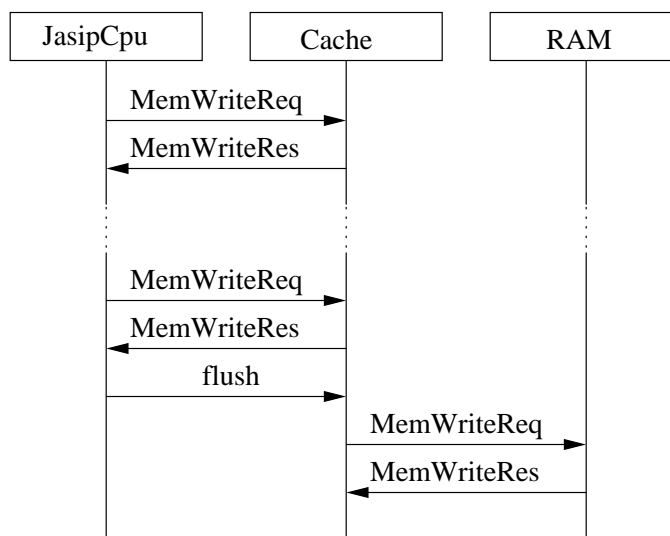 JasipCpu
Cache
RAM
MemWriteReq
MemWriteRes
MemWriteReq
MemWriteRes
flush
MemWriteReq
MemWriteRes